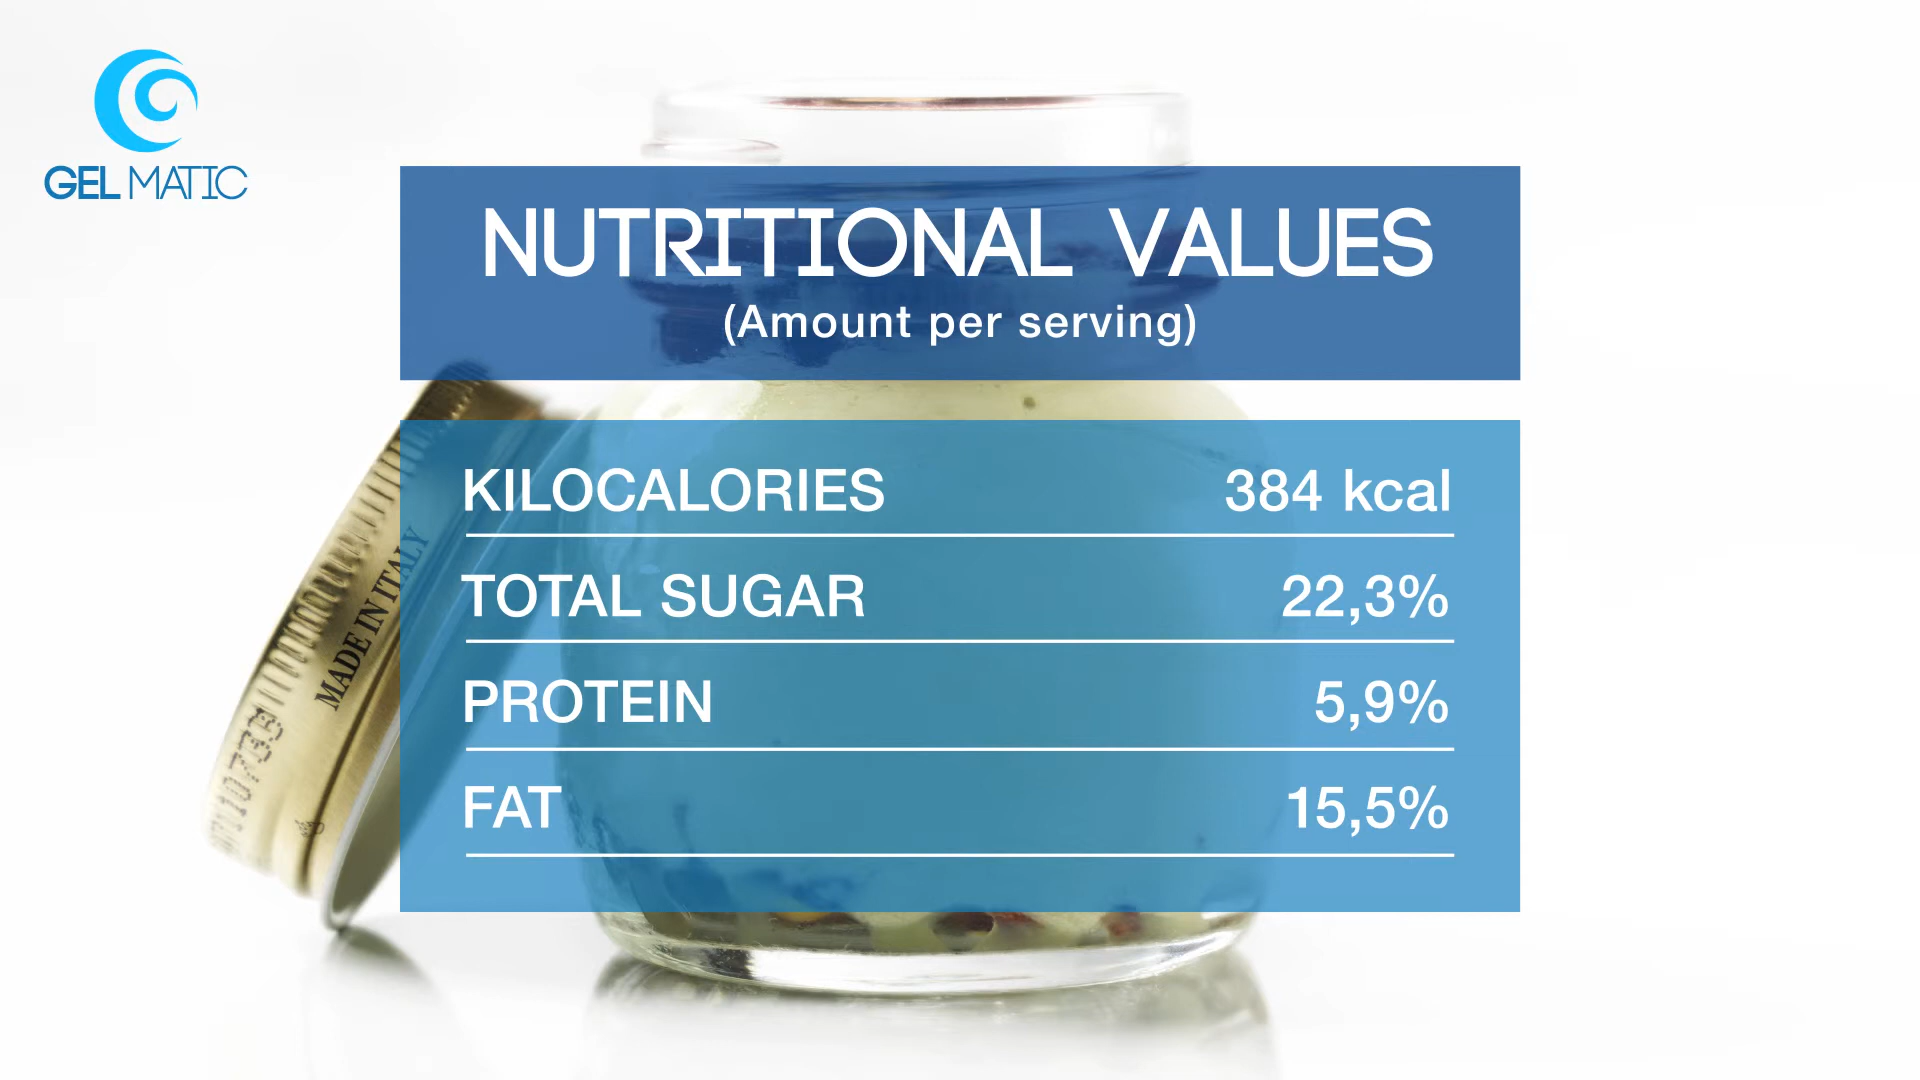 GEL MATIC
NUTRITIONAL VALUES
(Amount per serving)
KILOCALORIES 384 kcal
TOTAL SUGAR 22,3%
PROTEIN 5,9%
FAT 15,5%
MADE IN ITALY